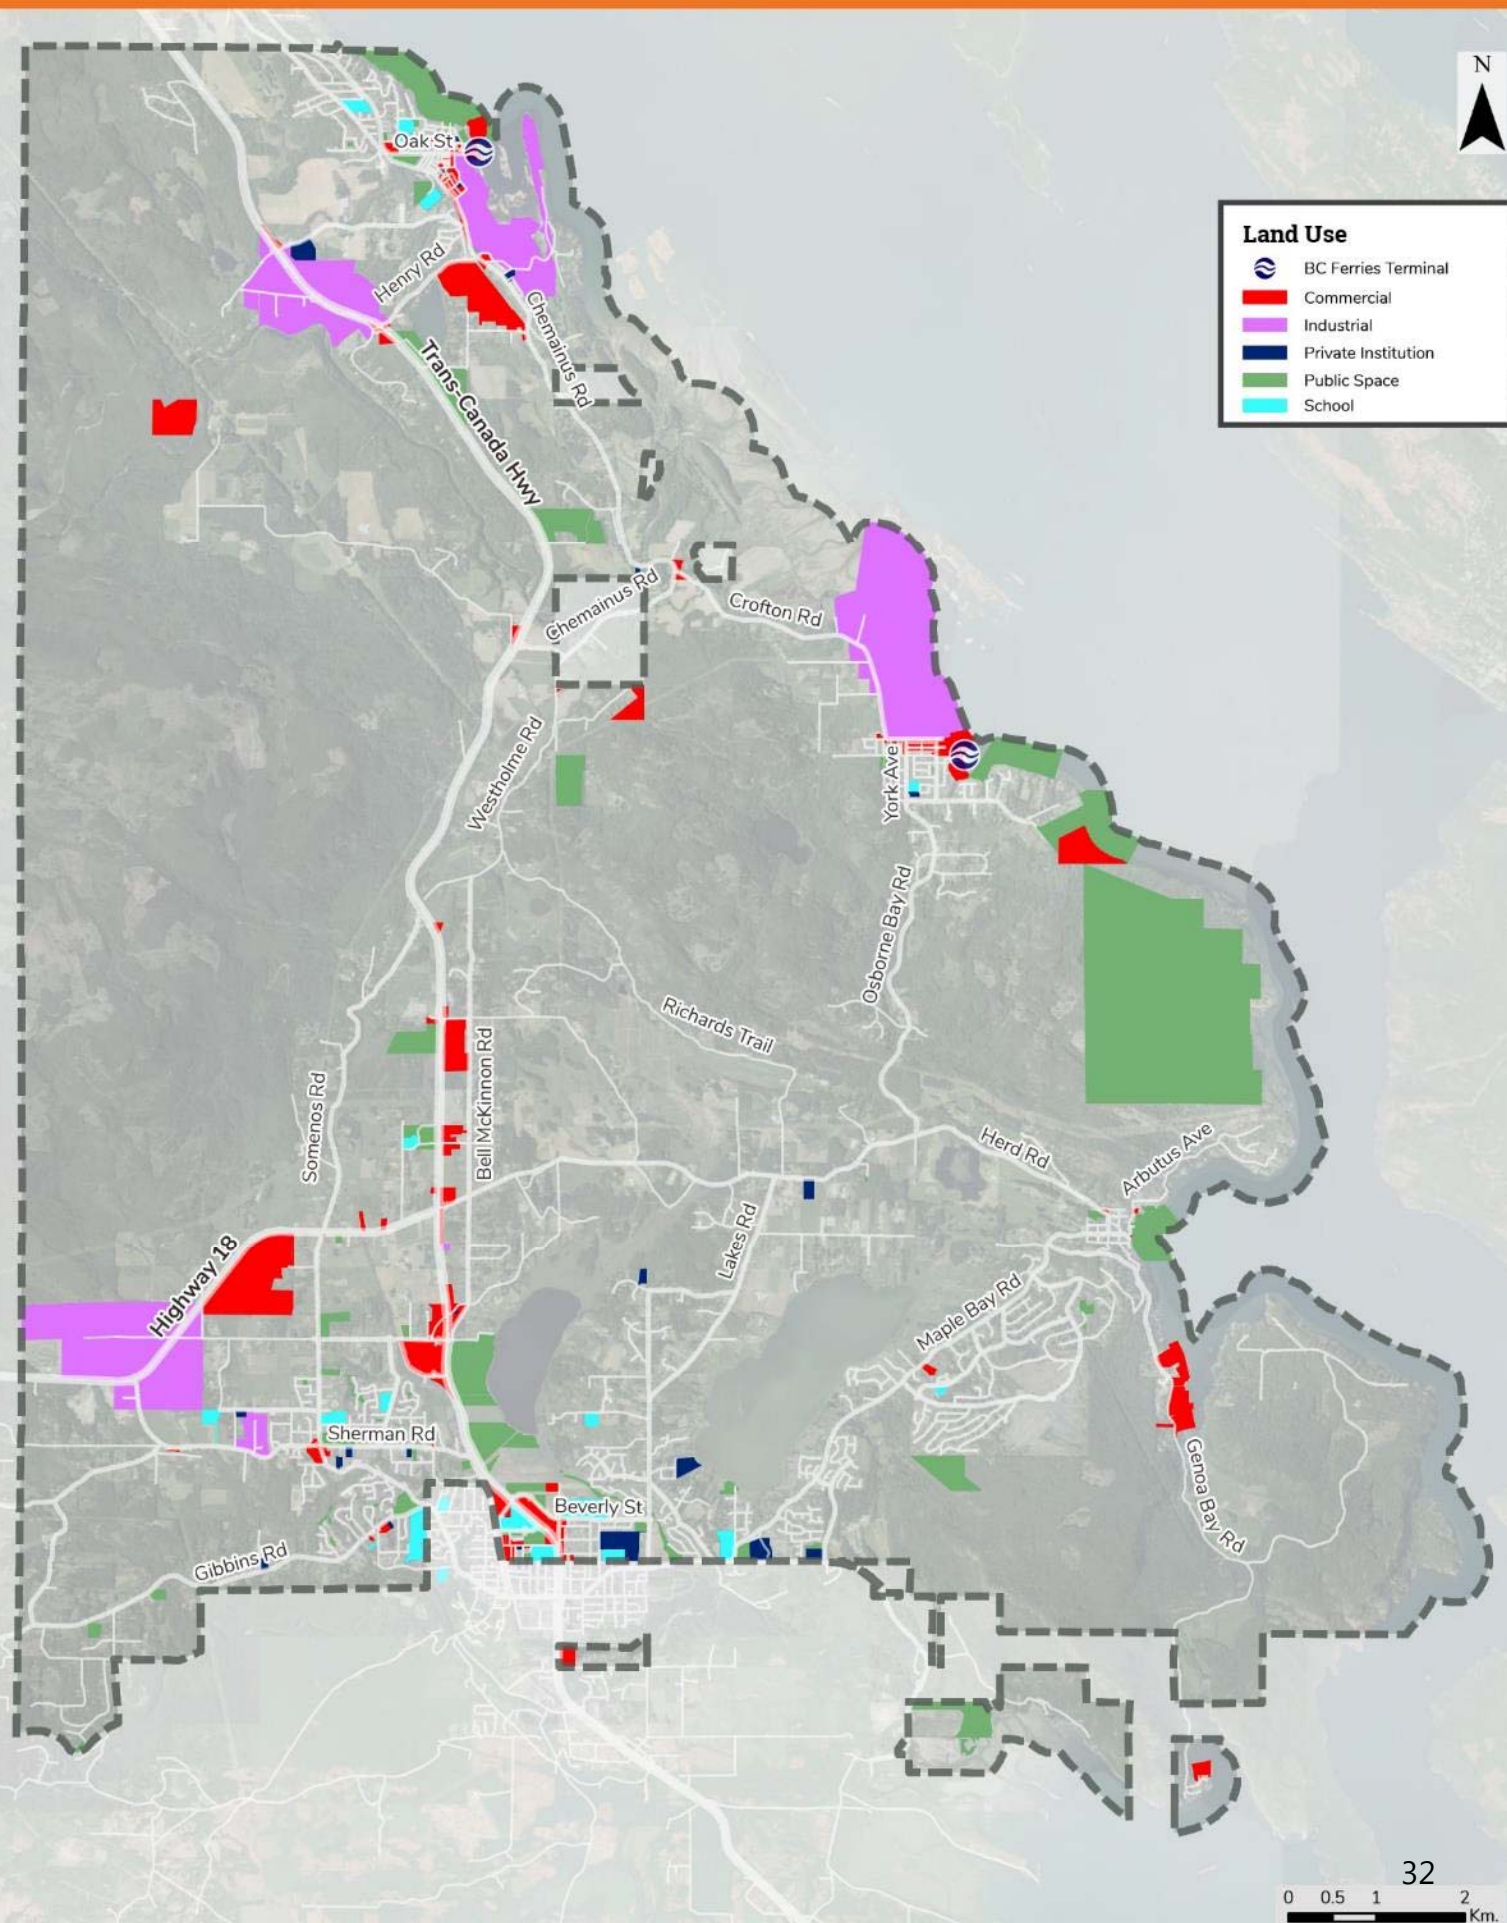 N
Land Use
BC Ferries Terminal
Commercial
Industrial
Private Institution
Public Space
School
Oak St
Henry Rd
Chemainus Rd
Trans-Canada Hwy
Chemainus Rd
Crofton Rd
Westholme Rd
York Ave
Osborne Bay Rd
Richards Trail
Bell McKinnon Rd
Somenos Rd
Herd Rd
Arbutus Ave
Lakes Rd
Highway 18
Maple Bay Rd
Sherman Rd
Genoa Bay Rd
Beverly St
Gibbins Rd
32
0 0.5 1 2
Km.